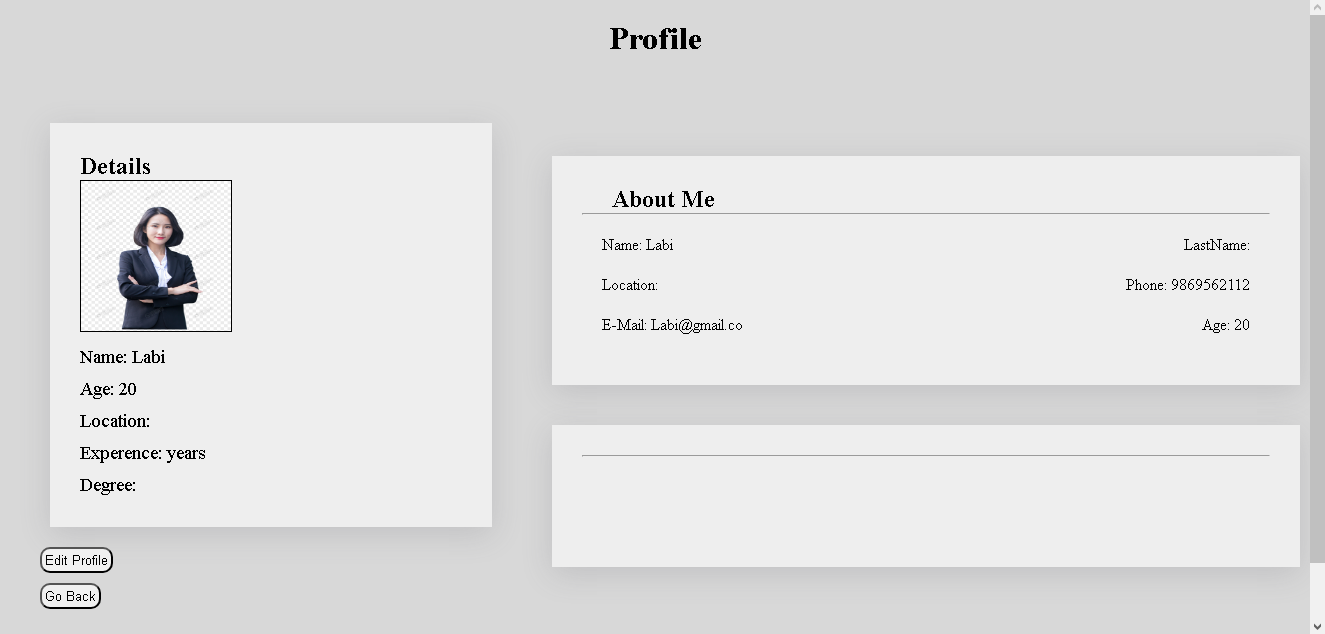 Profile
Details
Name: Labi
Age: 20
Location:
Experence: years
Degree:
Edit Profile
Go Back
About Me
Name: Labi
LastName:
Location:
Phone: 9869562112
E-Mail: Labi@gmail.co
Age: 20